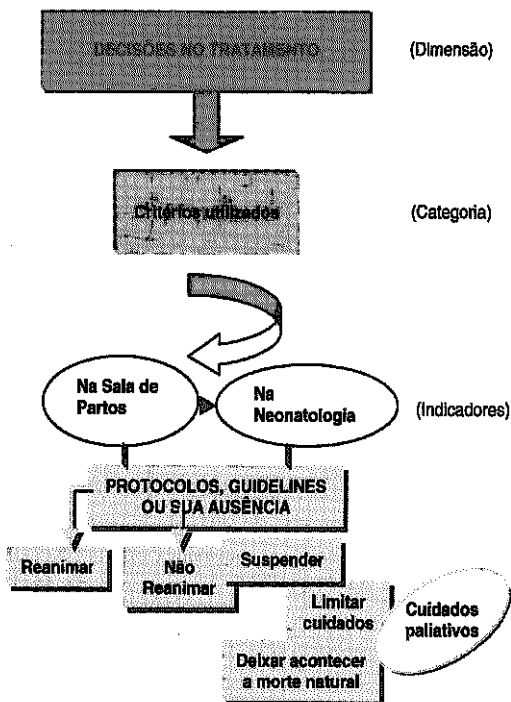 DECISÕES NO TRATAMENTO
(Dimensão)
Critérios utilizados
(Categoria)
Na Sala de
Partos
Na
Neonatologia
(Indicadores)
PROTOCOLOS, GUIDELINES
OU SUA AUSÊNCIA
Reanimar
Não
Reanimar
Suspender
Limitar
cuidados
Cuidados
paliativos
Deixar acontecer
a morte natural